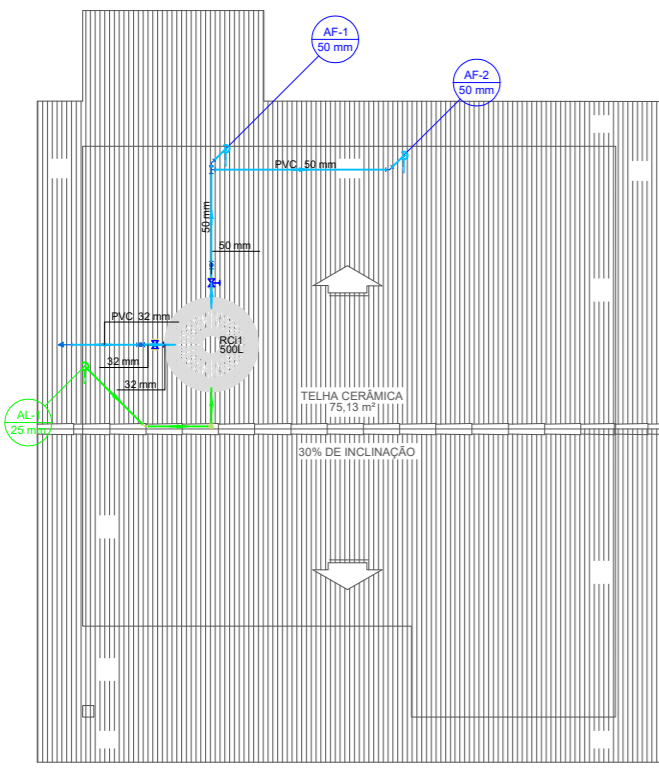 AF-1
50 mm
AF-2
50 mm
PVC 50 mm
50 mm
50 mm
PVC 32 mm
RCi1
500L
32 mm
32 mm
TELHA CERÂMICA
75,13 m²
AL-1
25 mm
30% DE INCLINAÇÃO